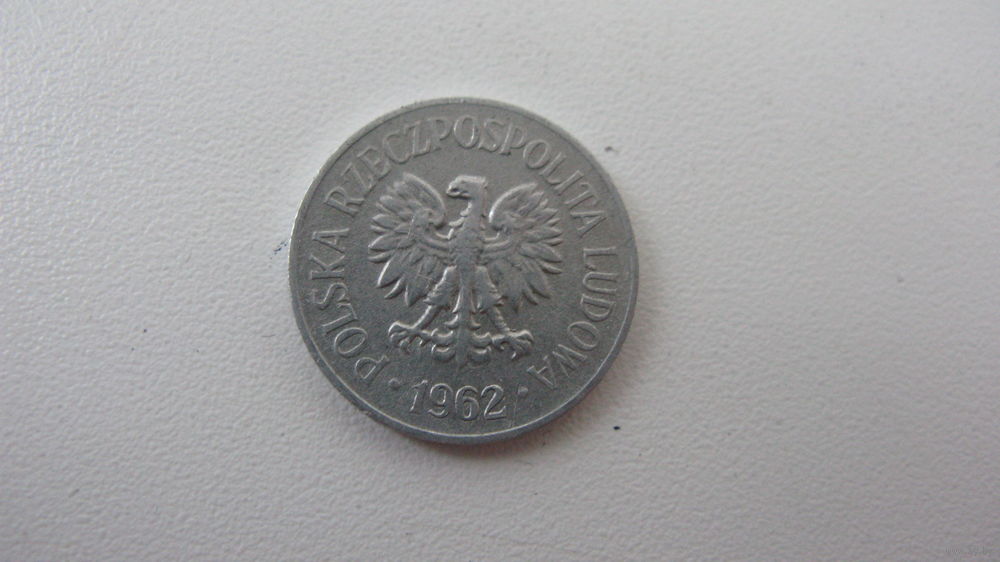 POLSKA RZECZPOSPOLITA LUDOWA
· 1962 ·